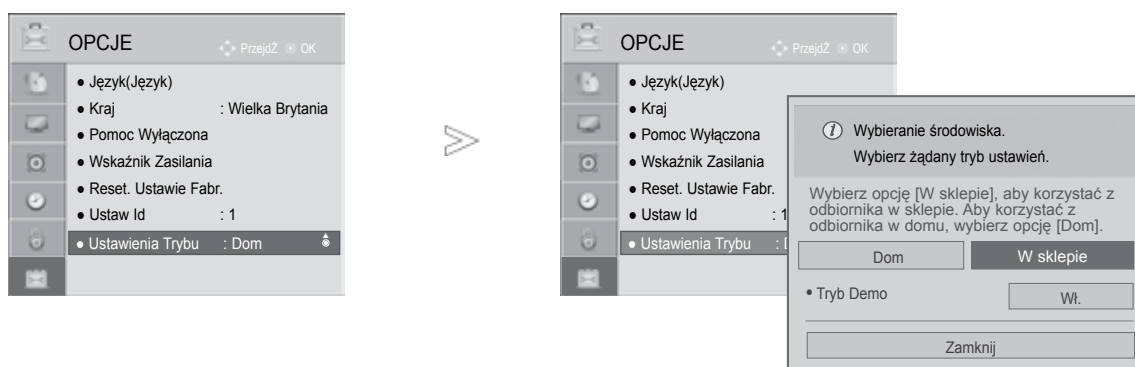 OPCJE
PrzejdŹ OK
● Język(Język)
● Kraj : Wielka Brytania
● Pomoc Wyłączona
● Wskaźnik Zasilania
● Reset. Ustawie Fabr.
● Ustaw Id : 1
● Ustawienia Trybu : Dom
>
OPCJE
PrzejdŹ OK
● Język(Język)
● Kraj
● Pomoc Wyłączona
● Wskaźnik Zasilania
● Reset. Ustawie Fabr.
● Ustaw Id : 1
● Ustawienia Trybu :
i Wybieranie środowiska.
Wybierz żądany tryb ustawień.
Wybierz opcję [W sklepie], aby korzystać z
odbiornika w sklepie. Aby korzystać z
odbiornika w domu, wybierz opcję [Dom].
Dom W sklepie
● Tryb Demo Wł.
Zamknij